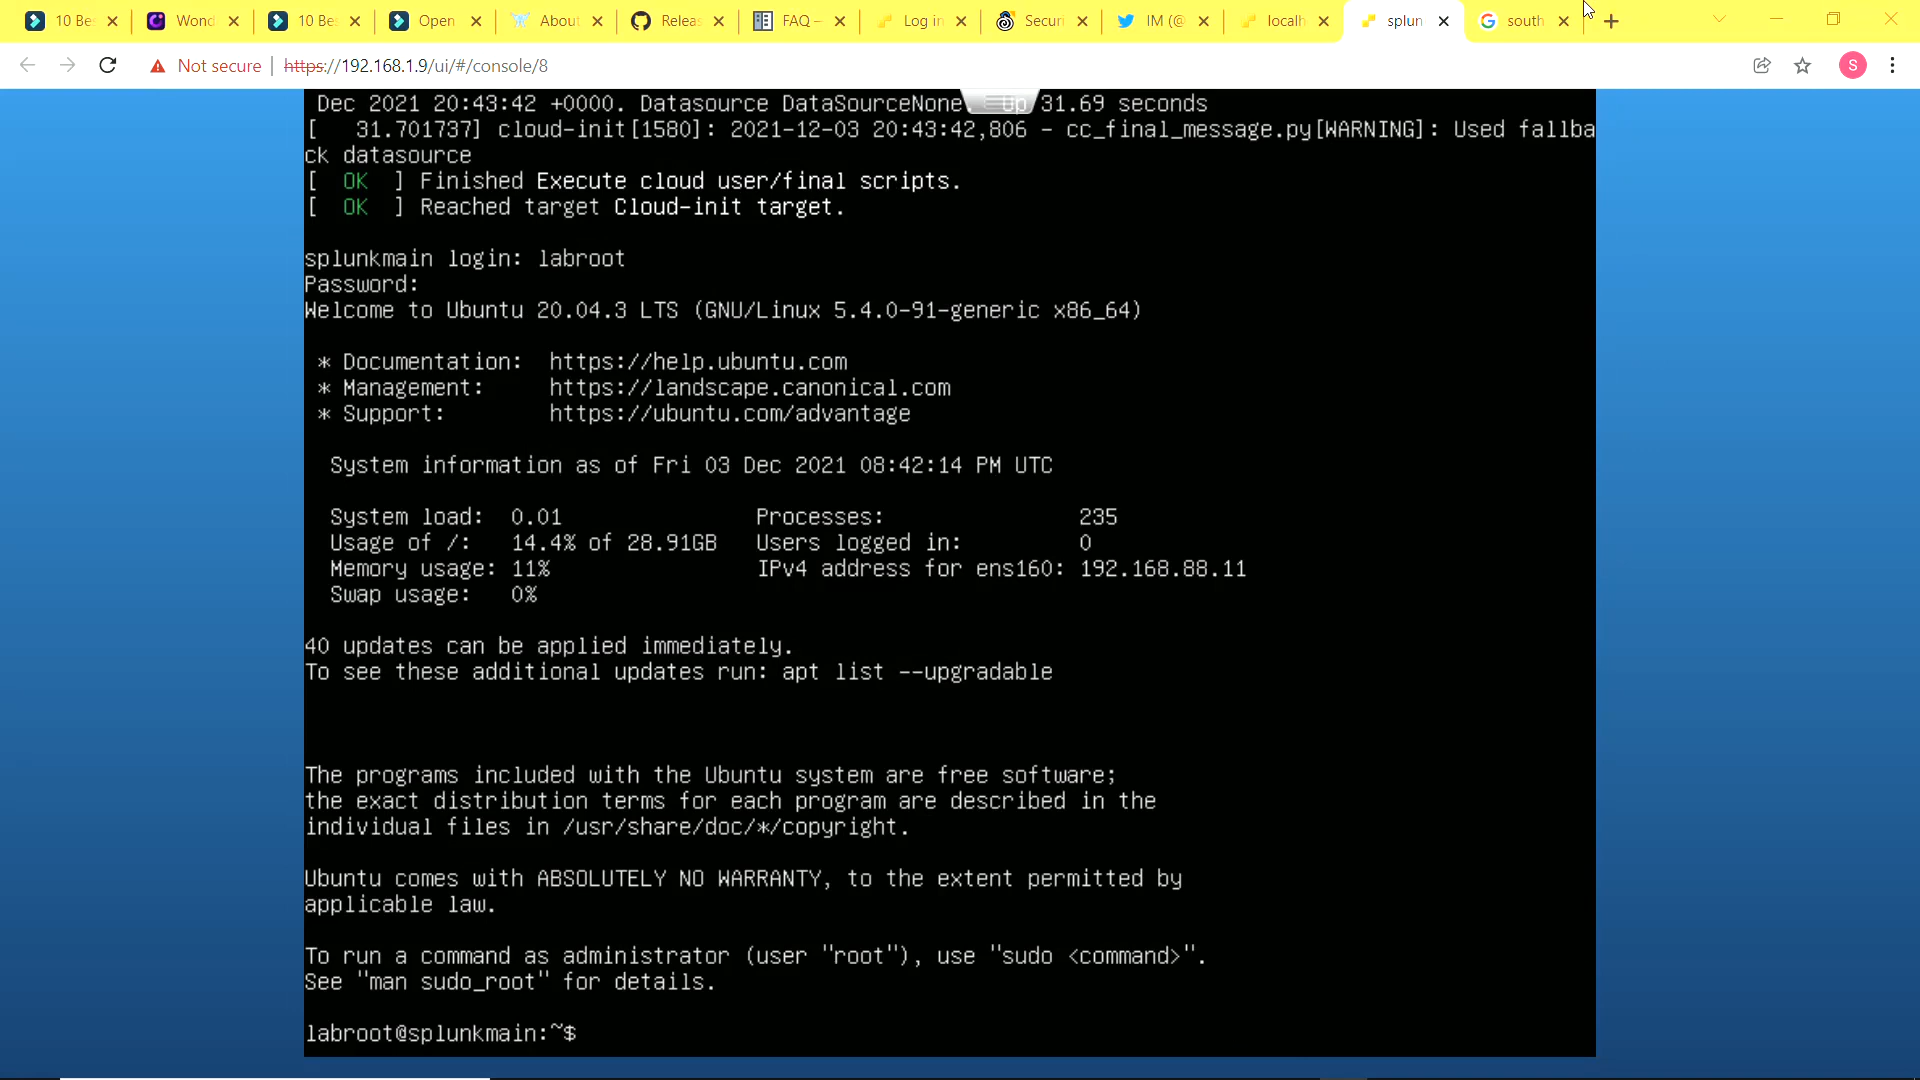 10 Be
Wond
10 Be
Open
About
Releas
FAQ –
Log in
Securi
IM (@
localh
splun
south
Not secure
https://192.168.1.9/ui/#/console/8
S
Dec 2021 20:43:42 +0000. Datasource DataSourceNone. Up 31.69 seconds
[   31.701737] cloud-init[1580]: 2021-12-03 20:43:42,806 - cc_final_message.py[WARNING]: Used fallba
ck datasource
[  OK  ] Finished Execute cloud user/final scripts.
[  OK  ] Reached target Cloud-init target.
splunkmain login: labroot
Password:
Welcome to Ubuntu 20.04.3 LTS (GNU/Linux 5.4.0-91-generic x86_64)
* Documentation:  https://help.ubuntu.com
* Management:     https://landscape.canonical.com
* Support:        https://ubuntu.com/advantage
System information as of Fri 03 Dec 2021 08:42:14 PM UTC
System load:  0.01               Processes:               235
Usage of /:   14.4% of 28.91GB   Users logged in:         0
Memory usage: 11%                IPv4 address for ens160: 192.168.88.11
Swap usage:   0%
40 updates can be applied immediately.
To see these additional updates run: apt list --upgradable
The programs included with the Ubuntu system are free software;
the exact distribution terms for each program are described in the
individual files in /usr/share/doc/*/copyright.
Ubuntu comes with ABSOLUTELY NO WARRANTY, to the extent permitted by
applicable law.
To run a command as administrator (user "root"), use "sudo <command>".
See "man sudo_root" for details.
labroot@splunkmain:~$